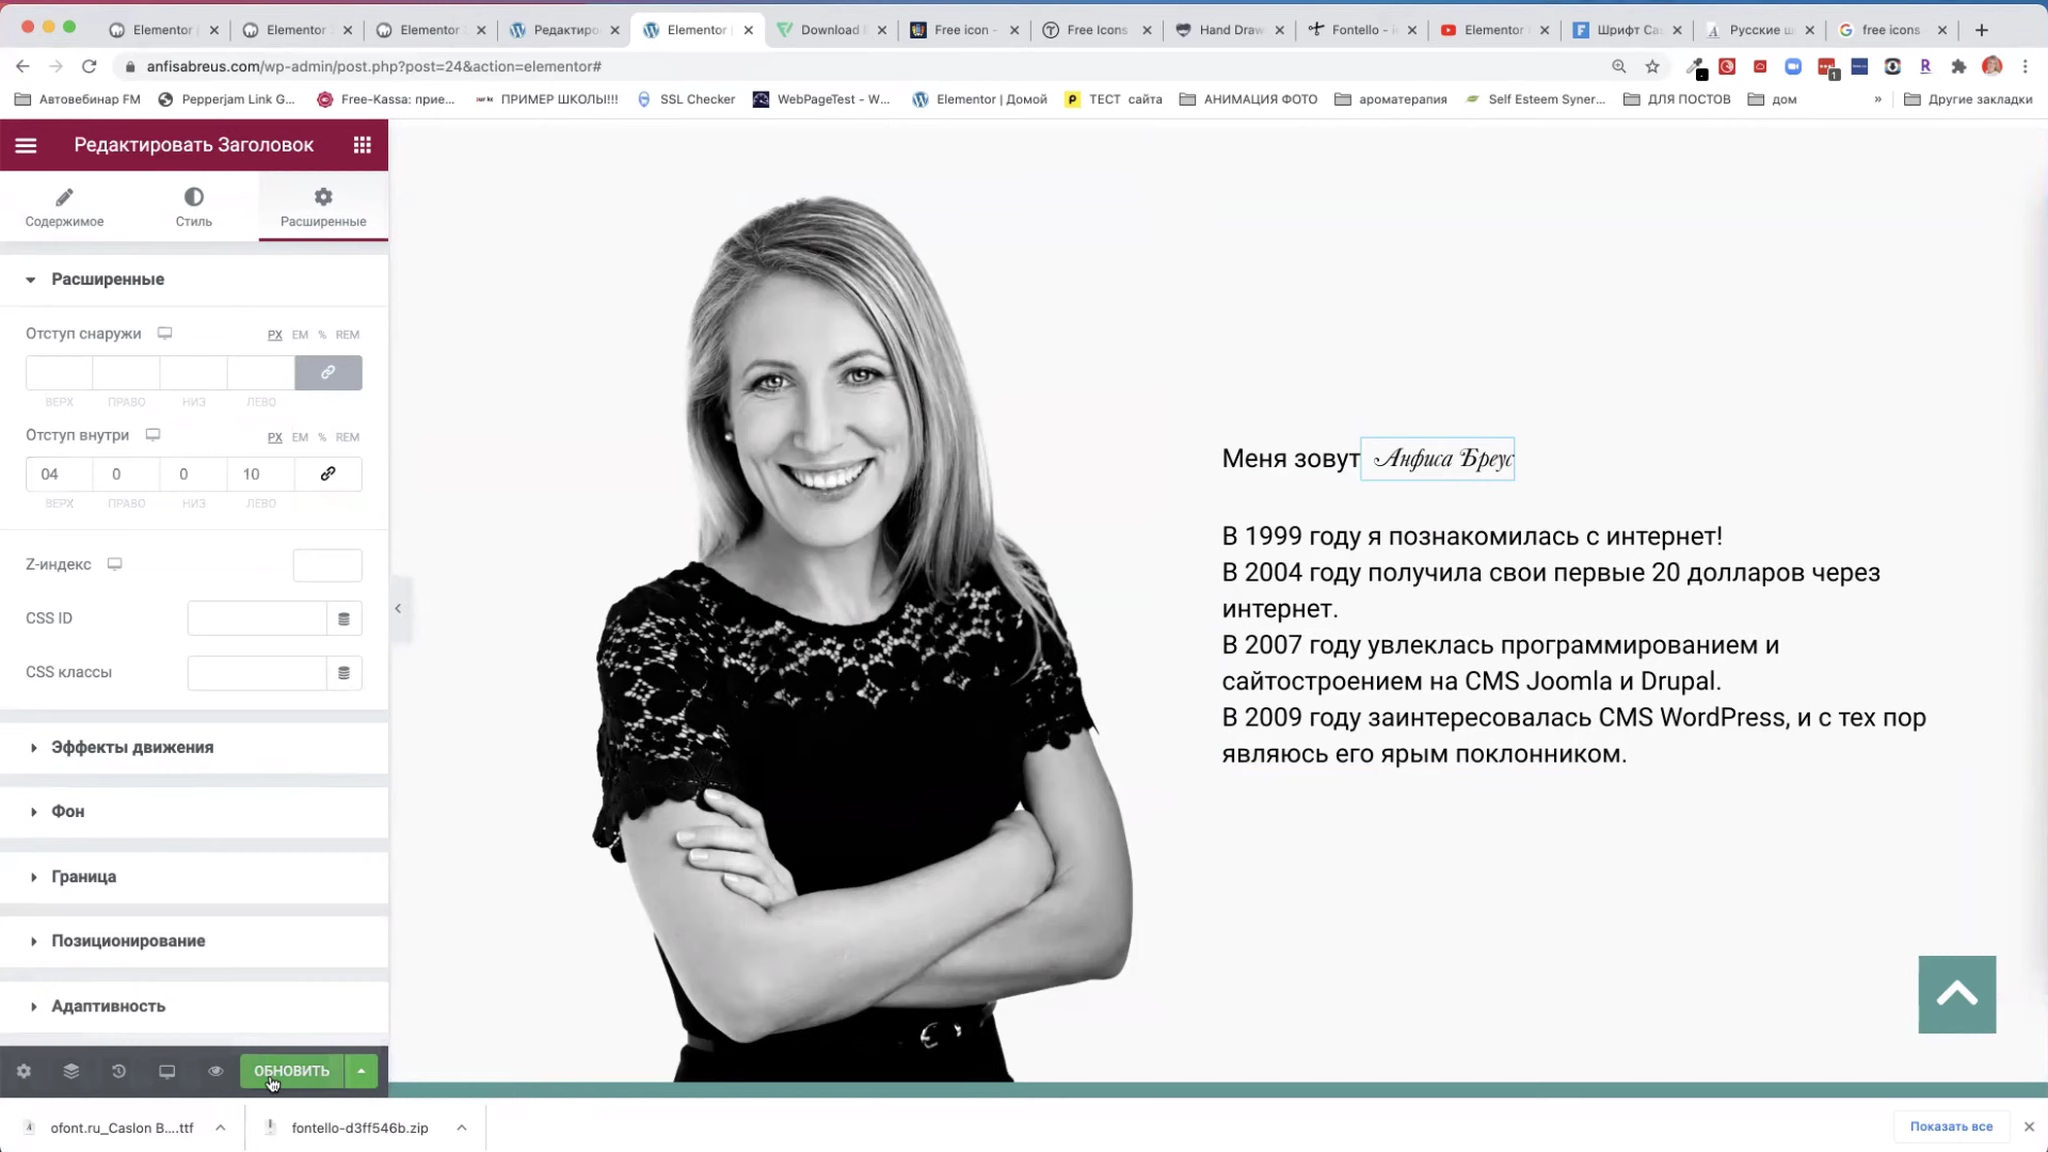 Elementor
Elementor
Elementor
Редактиро
Elementor
Download
Free icon -
Free Icons
Hand Draw
Fontello - i
Elementor
Шрифт Ca
Русские ш
free icons
anfisabreus.com/wp-admin/post.php?post=24&action=elementor#
1
Автовебинар FM
Pepperjam Link G...
Free-Kassa: прие...
ПРИМЕР ШКОЛЫ!!!
SSL Checker
WebPageTest - W...
Elementor | Домой
ТЕСТ сайта
АНИМАЦИЯ ФОТО
ароматерапия
Self Esteem Syner...
ДЛЯ ПОСТОВ
дом
»
Другие закладки
Редактировать Заголовок
Содержимое
Стиль
Расширенные
Расширенные
Отступ снаружи
PX EM % REM
ВЕРХ ПРАВО НИЗ ЛЕВО
Отступ внутри
PX EM % REM
04 0 0 10
ВЕРХ ПРАВО НИЗ ЛЕВО
Z-индекс
CSS ID
CSS классы
Эффекты движения
Фон
Граница
Позиционирование
Адаптивность
ОБНОВИТЬ
Меня зовут Анфиса Бреус
В 1999 году я познакомилась с интернет!
В 2004 году получила свои первые 20 долларов через
интернет.
В 2007 году увлеклась программированием и
сайтостроением на CMS Joomla и Drupal.
В 2009 году заинтересовалась CMS WordPress, и с тех пор
являюсь его ярым поклонником.
ofont.ru_Caslon B....ttf
fontello-d3ff546b.zip
Показать все